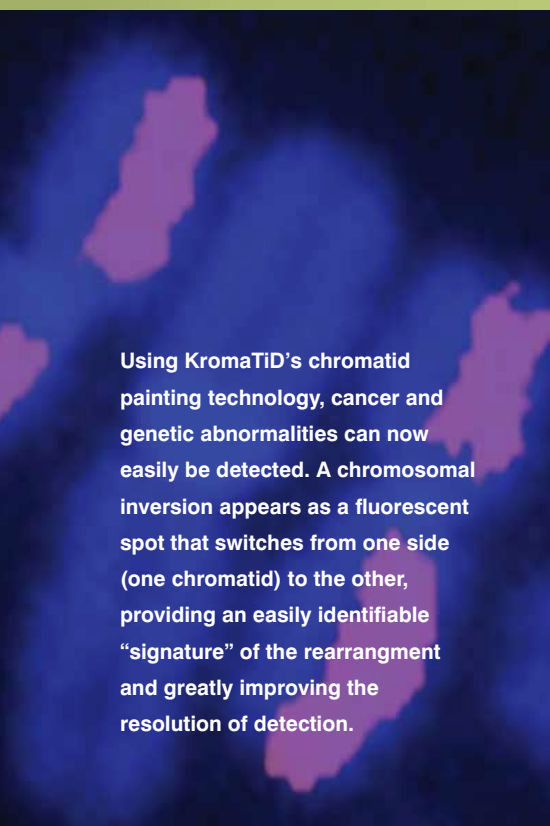 Using KromaTiD’s chromatid
painting technology, cancer and
genetic abnormalities can now
easily be detected. A chromosomal
inversion appears as a fluorescent
spot that switches from one side
(one chromatid) to the other,
providing an easily identifiable
“signature” of the rearrangment
and greatly improving the
resolution of detection.